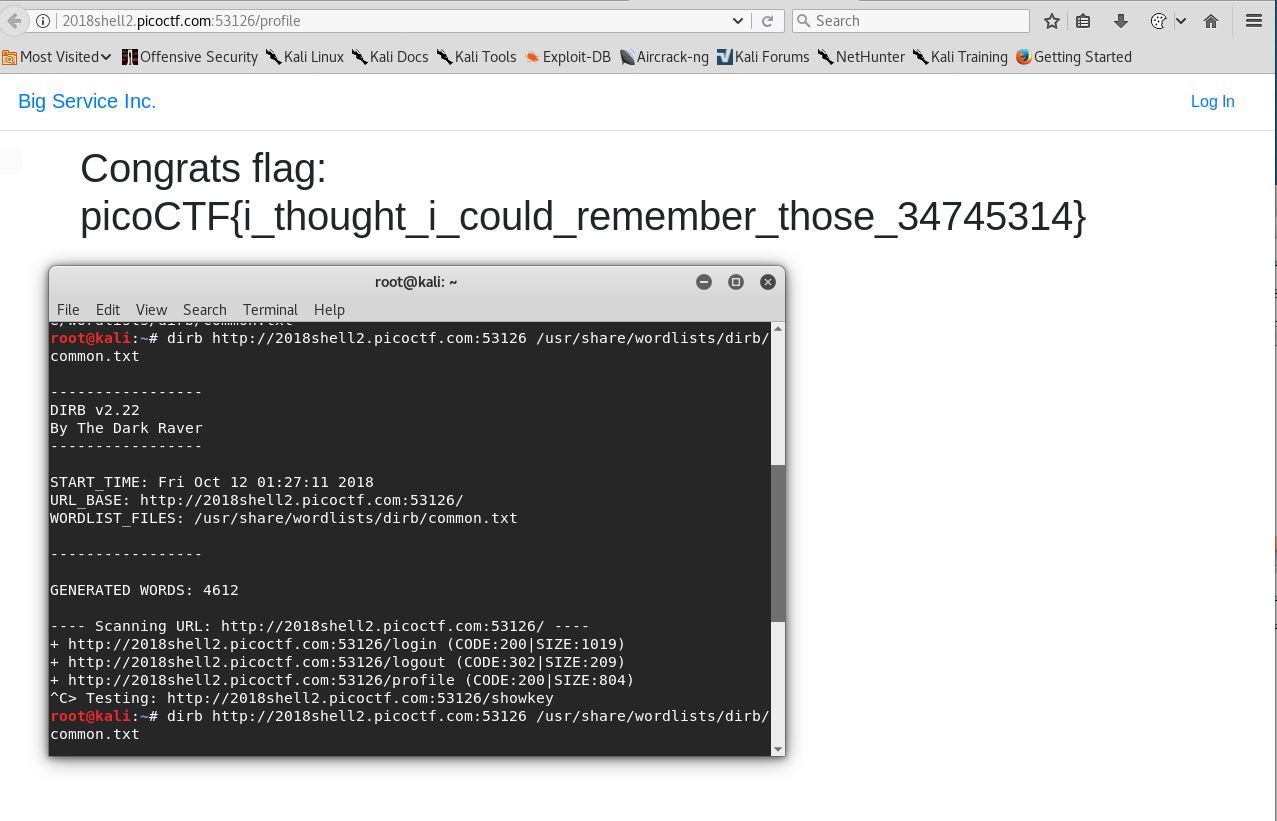 2018shell2.picoctf.com:53126/profile
Search
Most Visited Offensive Security Kali Linux Kali Docs Kali Tools Exploit-DB Aircrack-ng Kali Forums NetHunter Kali Training Getting Started
Big Service Inc.
Log In
Congrats flag:
picoCTF{i_thought_i_could_remember_those_34745314}
root@kali: ~
File Edit View Search Terminal Help
e/wordlists/dirb/common.txt
root@kali:~# dirb http://2018shell2.picoctf.com:53126 /usr/share/wordlists/dirb/
common.txt
-----------------
DIRB v2.22
By The Dark Raver
-----------------
START_TIME: Fri Oct 12 01:27:11 2018
URL_BASE: http://2018shell2.picoctf.com:53126/
WORDLIST_FILES: /usr/share/wordlists/dirb/common.txt
-----------------
GENERATED WORDS: 4612
---- Scanning URL: http://2018shell2.picoctf.com:53126/ ----
+ http://2018shell2.picoctf.com:53126/login (CODE:200|SIZE:1019)
+ http://2018shell2.picoctf.com:53126/logout (CODE:302|SIZE:209)
+ http://2018shell2.picoctf.com:53126/profile (CODE:200|SIZE:804)
^C> Testing: http://2018shell2.picoctf.com:53126/showkey
root@kali:~# dirb http://2018shell2.picoctf.com:53126 /usr/share/wordlists/dirb/
common.txt